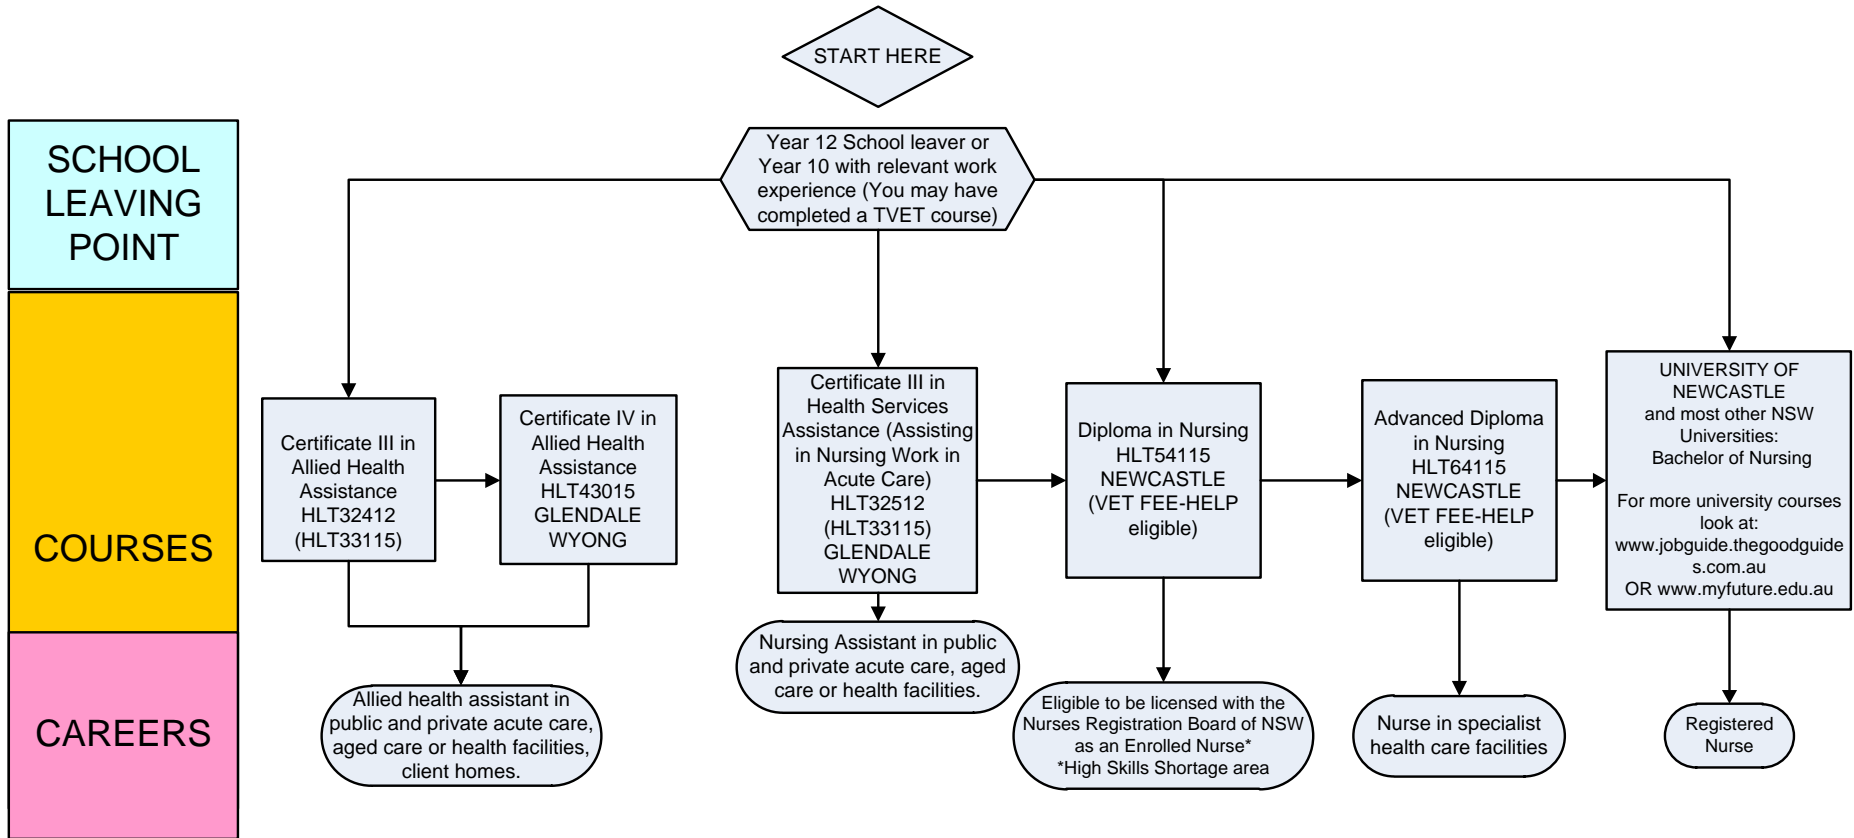 START HERE
SCHOOL
LEAVING
POINT
Year 12 School leaver or
Year 10 with relevant work
experience (You may have
completed a TVET course)
COURSES
Certificate III in
Allied Health
Assistance
HLT32412
(HLT33115)
Certificate IV in
Allied Health
Assistance
HLT43015
GLENDALE
WYONG
Certificate III in
Health Services
Assistance (Assisting
in Nursing Work in
Acute Care)
HLT32512
(HLT33115)
GLENDALE
WYONG
Diploma in Nursing
HLT54115
NEWCASTLE
(VET FEE-HELP
eligible)
Advanced Diploma
in Nursing
HLT64115
NEWCASTLE
(VET FEE-HELP
eligible)
UNIVERSITY OF
NEWCASTLE
and most other NSW
Universities:
Bachelor of Nursing
For more university courses
look at:
www.jobguide.thegoodguide
s.com.au
OR www.myfuture.edu.au
CAREERS
Allied health assistant in
public and private acute care,
aged care or health facilities,
client homes.
Nursing Assistant in public
and private acute care, aged
care or health facilities.
Eligible to be licensed with the
Nurses Registration Board of NSW
as an Enrolled Nurse*
*High Skills Shortage area
Nurse in specialist
health care facilities
Registered
Nurse